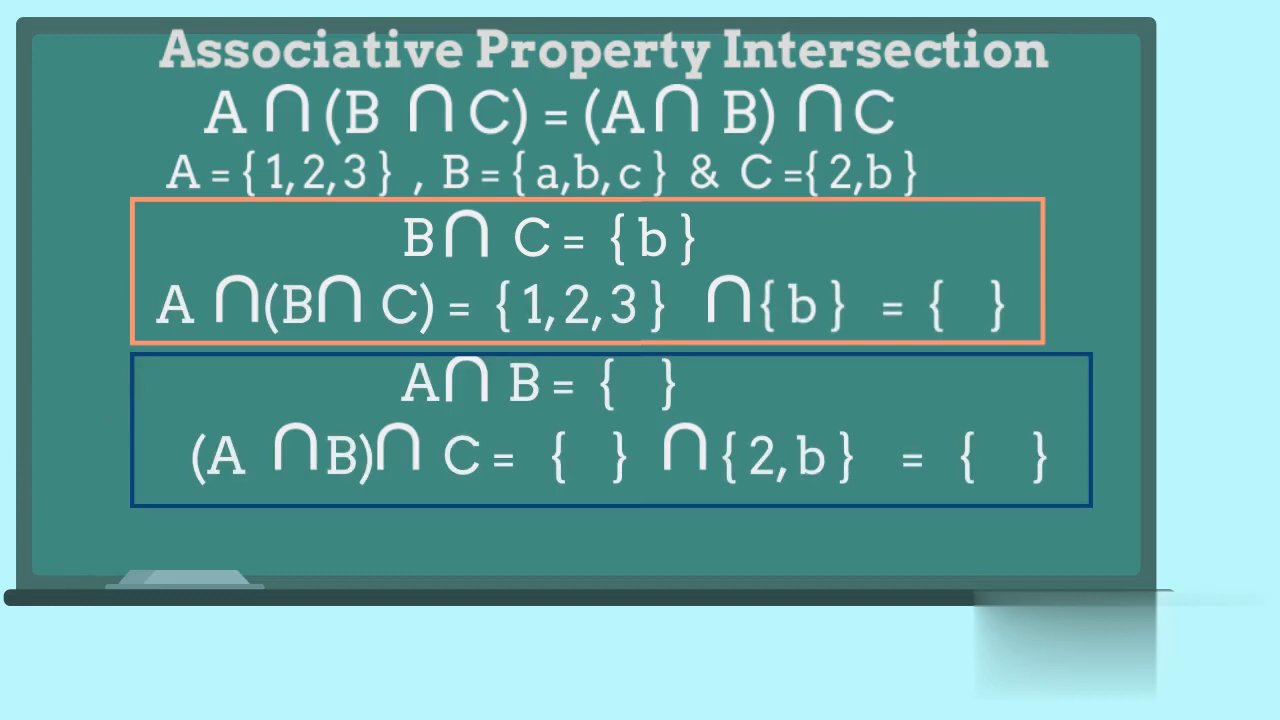 Associative Property Intersection
A ∩ (B ∩ C) = (A ∩ B) ∩ C
A = { 1, 2, 3 } , B = { a,b, c } & C ={ 2,b }
B ∩ C = { b }
A ∩(B∩ C) = { 1, 2, 3 } ∩{ b } = { }
A∩ B = { }
(A ∩B)∩ C = { } ∩{ 2, b } = { }